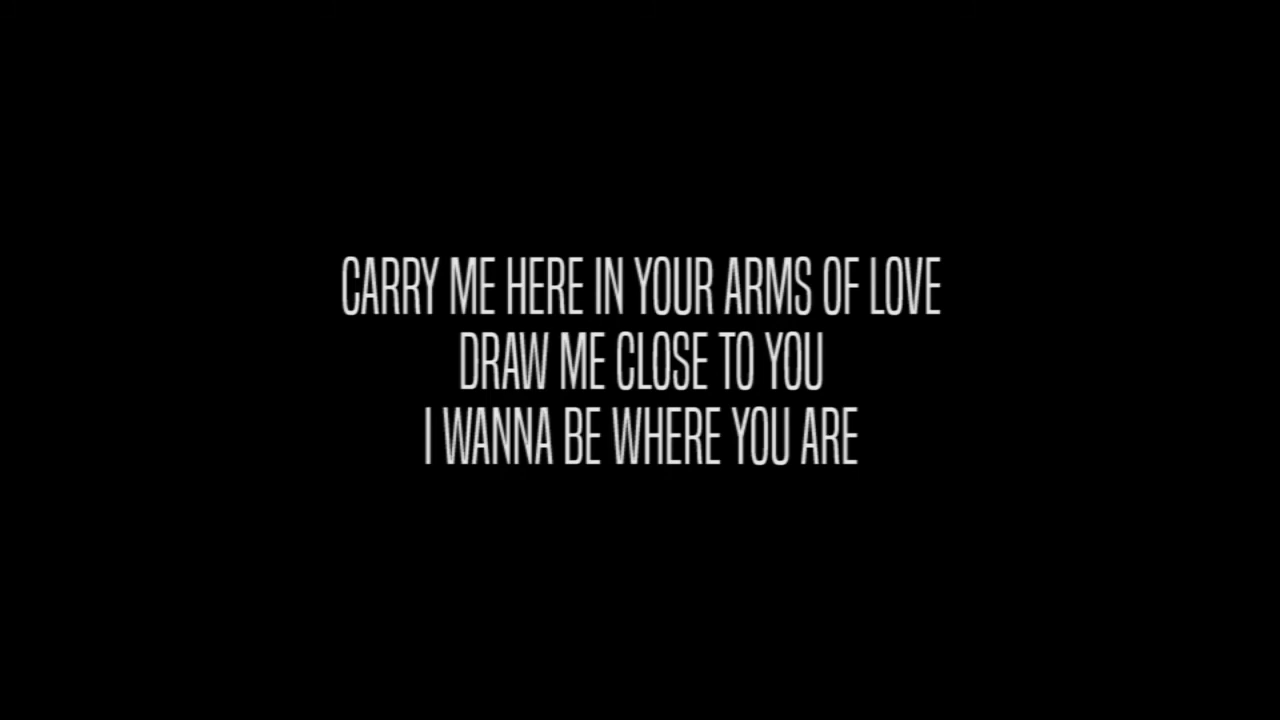 CARRY ME HERE IN YOUR ARMS OF LOVE
DRAW ME CLOSE TO YOU
I WANNA BE WHERE YOU ARE